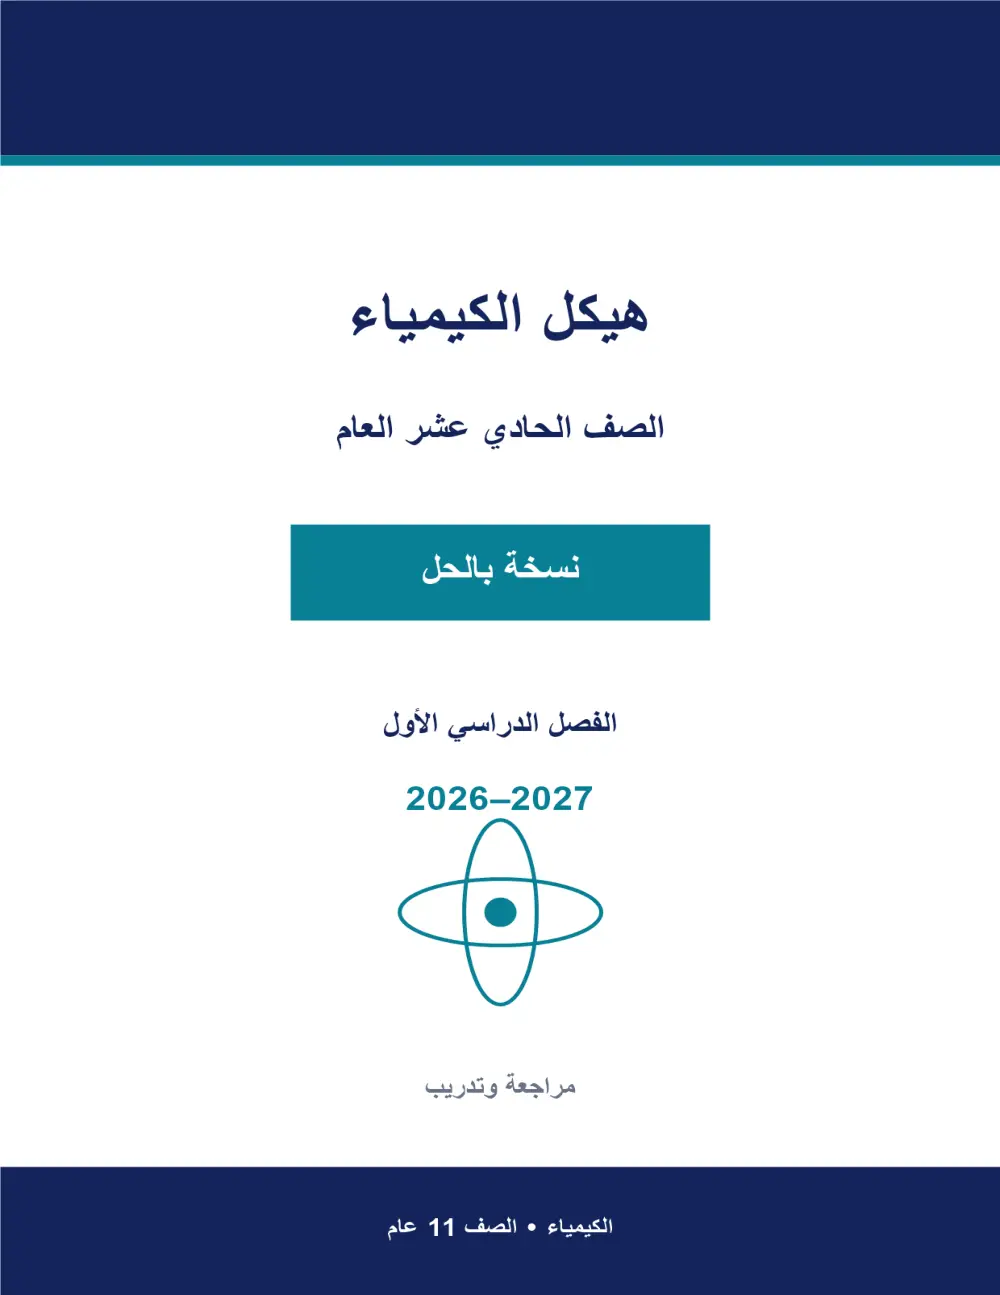 هيكل الكيمياء
الصف الحادي عشر العام
نسخة بالحل
الفصل الدراسي الأول
2026–2027
مراجعة وتدريب
الكيمياء • الصف 11 عام